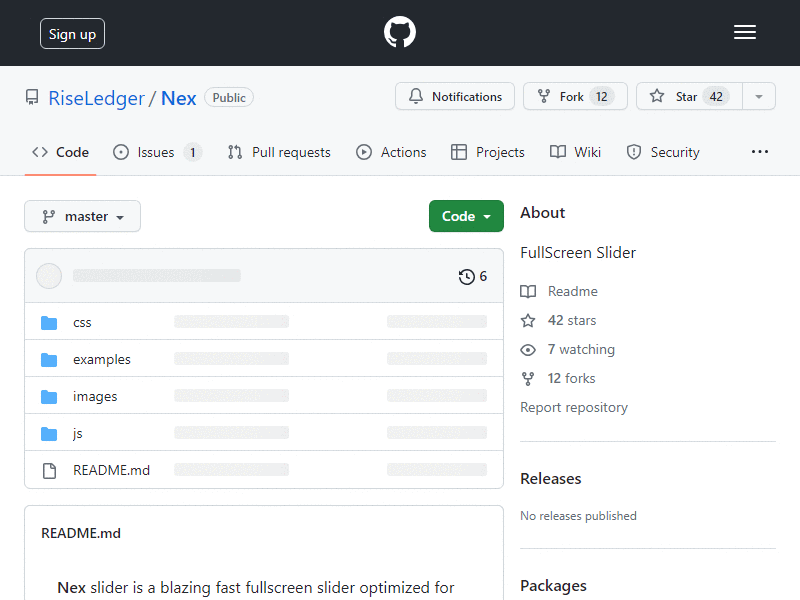 Sign up
RiseLedger / Nex Public
Notifications
Fork 12
Star 42
Code
Issues 1
Pull requests
Actions
Projects
Wiki
Security
master
Code
6
css
examples
images
js
README.md
README.md
Nex slider is a blazing fast fullscreen slider optimized for
About
FullScreen Slider
Readme
42 stars
7 watching
12 forks
Report repository
Releases
No releases published
Packages